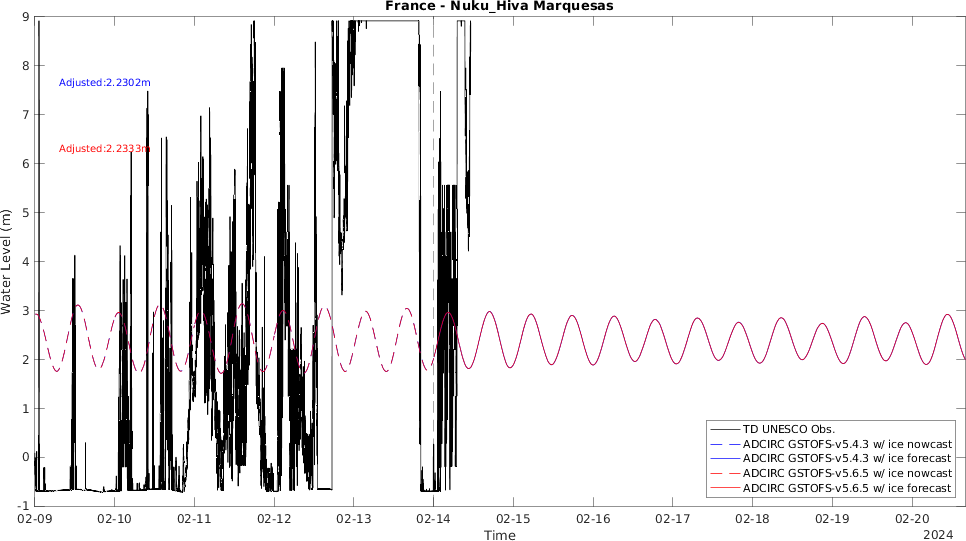 France - Nuku_Hiva Marquesas
9
8
7
6
5
4
3
2
1
0
-1
Water Level (m)
Adjusted:2.2302m
Adjusted:2.2333m
TD UNESCO Obs.
ADCIRC GSTOFS-v5.4.3 w/ ice nowcast
ADCIRC GSTOFS-v5.4.3 w/ ice forecast
ADCIRC GSTOFS-v5.6.5 w/ ice nowcast
ADCIRC GSTOFS-v5.6.5 w/ ice forecast
02-09 02-10 02-11 02-12 02-13 02-14 02-15 02-16 02-17 02-18 02-19 02-20
Time
2024